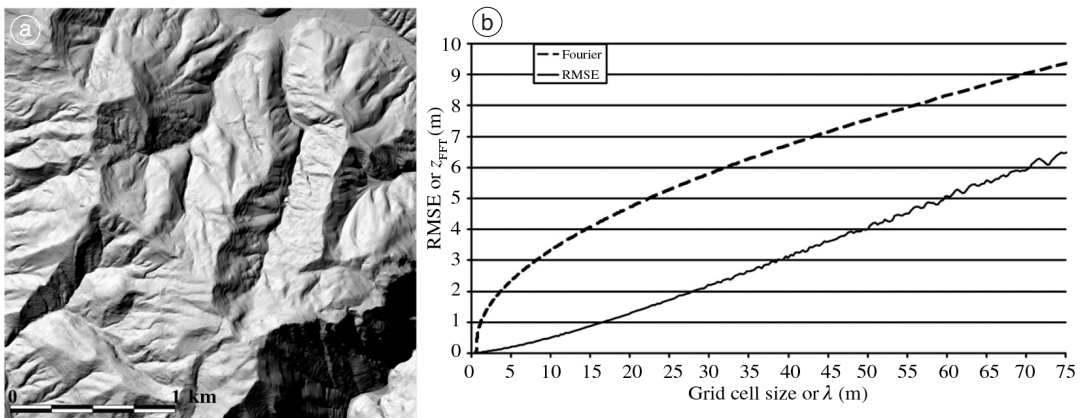 a
0
1 km
b
RMSE or zFFT (m)
10
9
8
7
6
5
4
3
2
1
0
Fourier
RMSE
0 5 10 15 20 25 30 35 40 45 50 55 60 65 70 75
Grid cell size or λ (m)